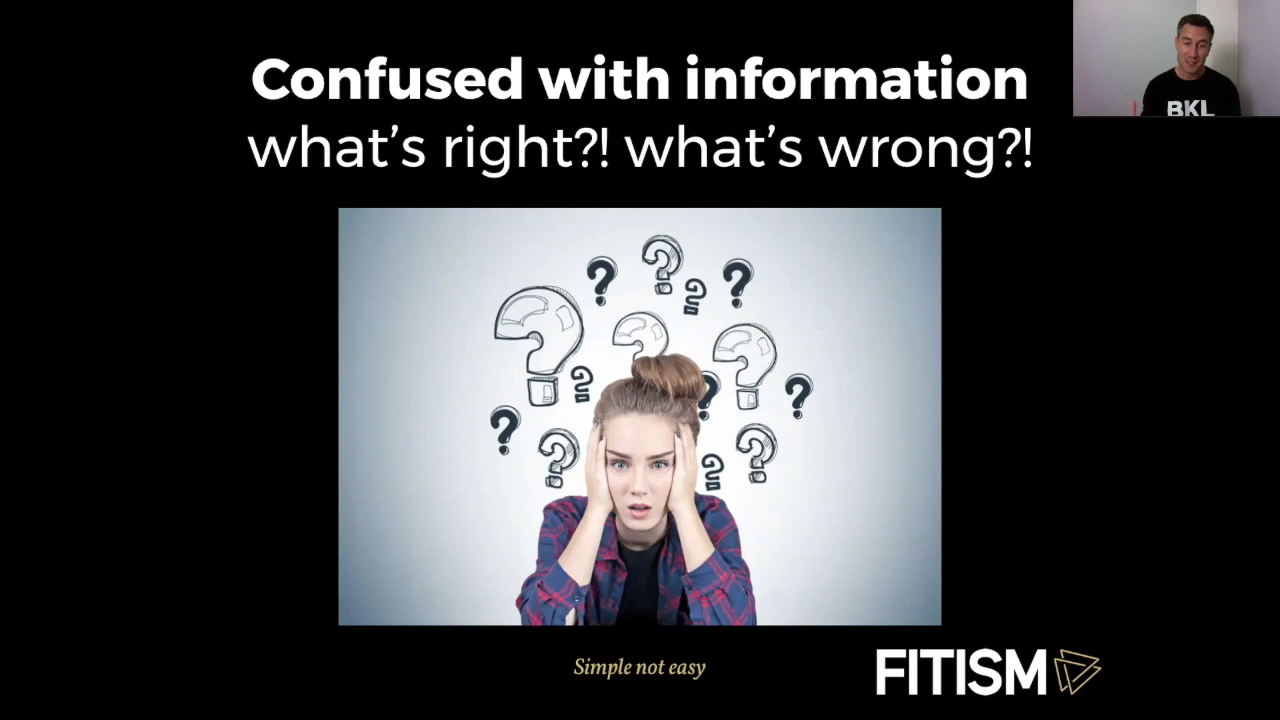 Confused with information
what's right?! what's wrong?!
BKL
Simple not easy
FITISM